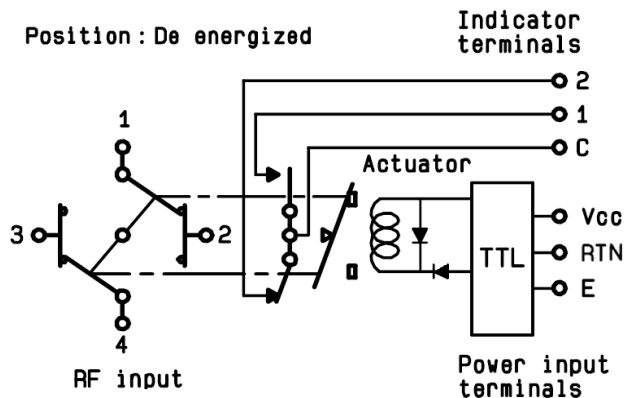 Position : De energized
Indicator
terminals
2
1
C
1
Actuator
3
2
TTL
Vcc
RTN
E
4
RF input
Power input
terminals